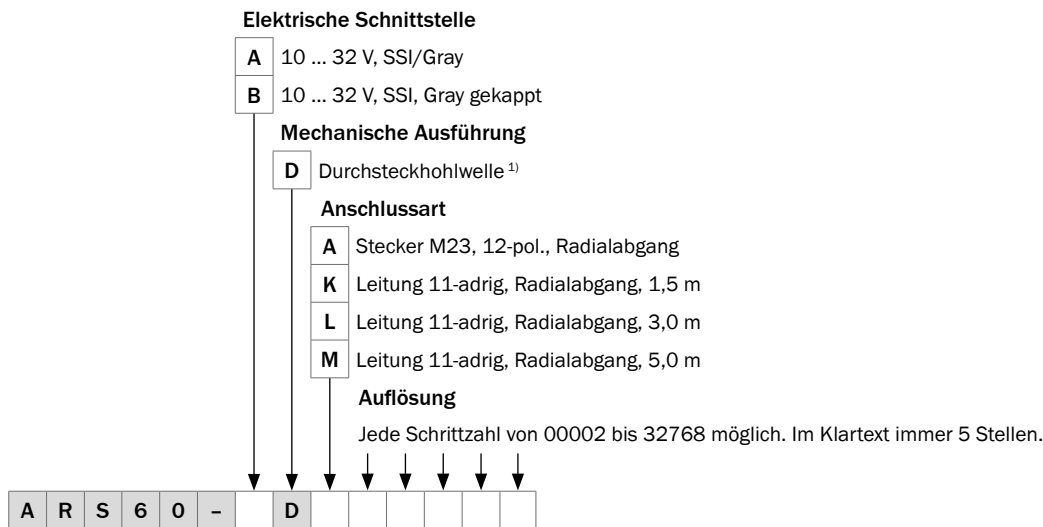 Elektrische Schnittstelle
A 10 ... 32 V, SSI/Gray
B 10 ... 32 V, SSI, Gray gekappt
Mechanische Ausführung
D Durchsteckhohlwelle 1)
Anschlussart
A Stecker M23, 12-pol., Radialabgang
K Leitung 11-adrig, Radialabgang, 1,5 m
L Leitung 11-adrig, Radialabgang, 3,0 m
M Leitung 11-adrig, Radialabgang, 5,0 m
Auflösung
Jede Schrittzahl von 00002 bis 32768 möglich. Im Klartext immer 5 Stellen.
A R S 6 0 – D